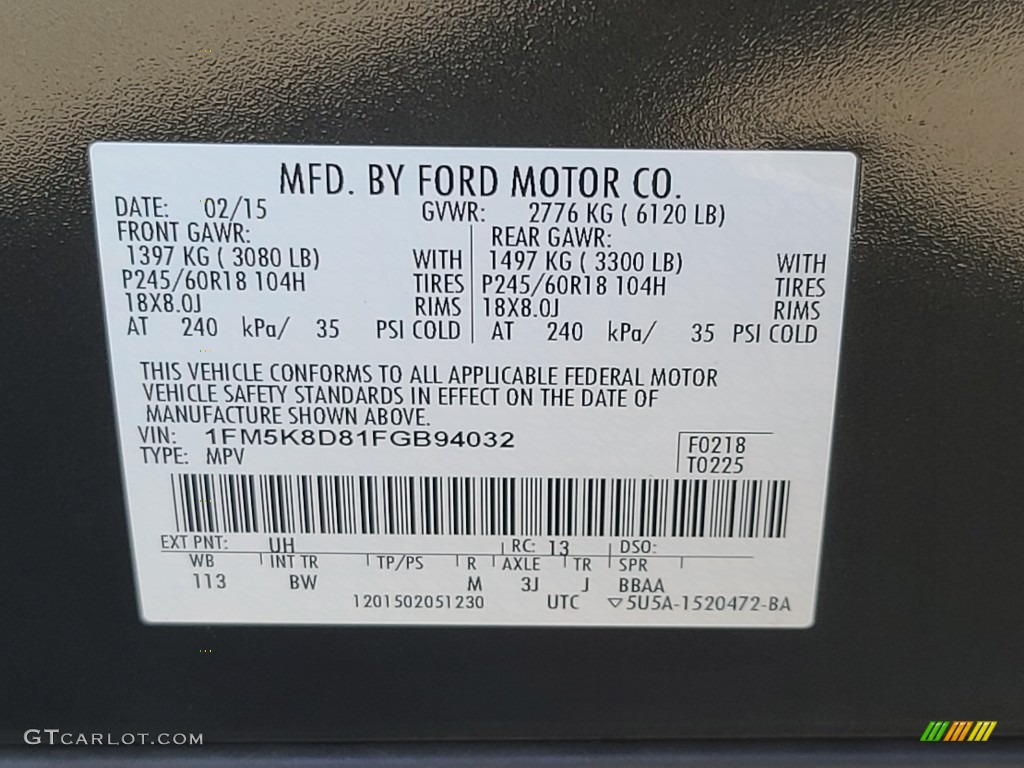 MFD. BY FORD MOTOR CO.
DATE: 02/15 GVWR: 2776 KG ( 6120 LB)
FRONT GAWR: REAR GAWR:
1397 KG ( 3080 LB) WITH 1497 KG ( 3300 LB) WITH
P245/60R18 104H TIRES P245/60R18 104H TIRES
18X8.0J RIMS 18X8.0J RIMS
AT 240 kPa/ 35 PSI COLD AT 240 kPa/ 35 PSI COLD
THIS VEHICLE CONFORMS TO ALL APPLICABLE FEDERAL MOTOR
VEHICLE SAFETY STANDARDS IN EFFECT ON THE DATE OF
MANUFACTURE SHOWN ABOVE.
VIN: 1FM5K8D81FGB94032 F0218
TYPE: MPV T0225
EXT PNT: UH RC: 13 DSO:
WB INT TR TP/PS R AXLE TR SPR
113 BW M 3J J BBAA
1201502051230 UTC ▽5U5A-1520472-BA
GTCARLOT.COM